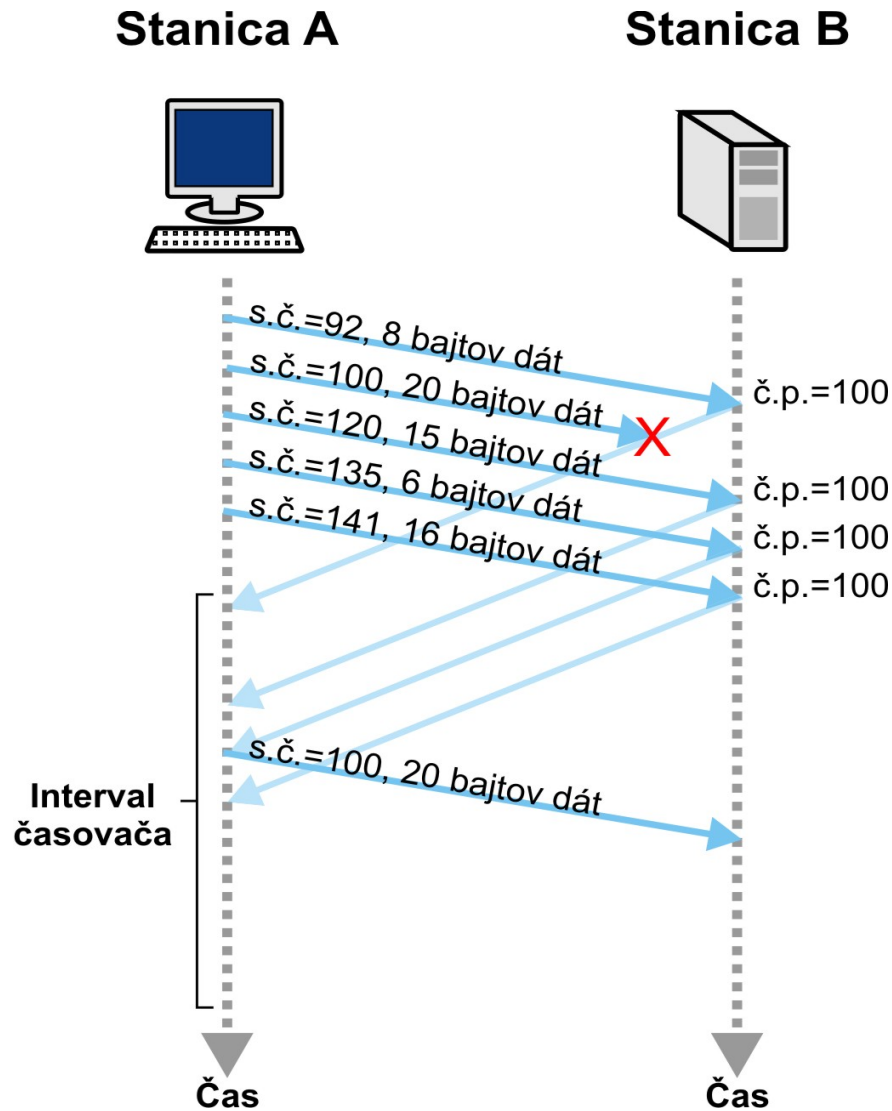 Stanica A
Stanica B
s.č.=92, 8 bajtov dát
s.č.=100, 20 bajtov dát
s.č.=120, 15 bajtov dát
s.č.=135, 6 bajtov dát
s.č.=141, 16 bajtov dát
č.p.=100
č.p.=100
č.p.=100
č.p.=100
X
s.č.=100, 20 bajtov dát
Interval
časovača
Čas
Čas